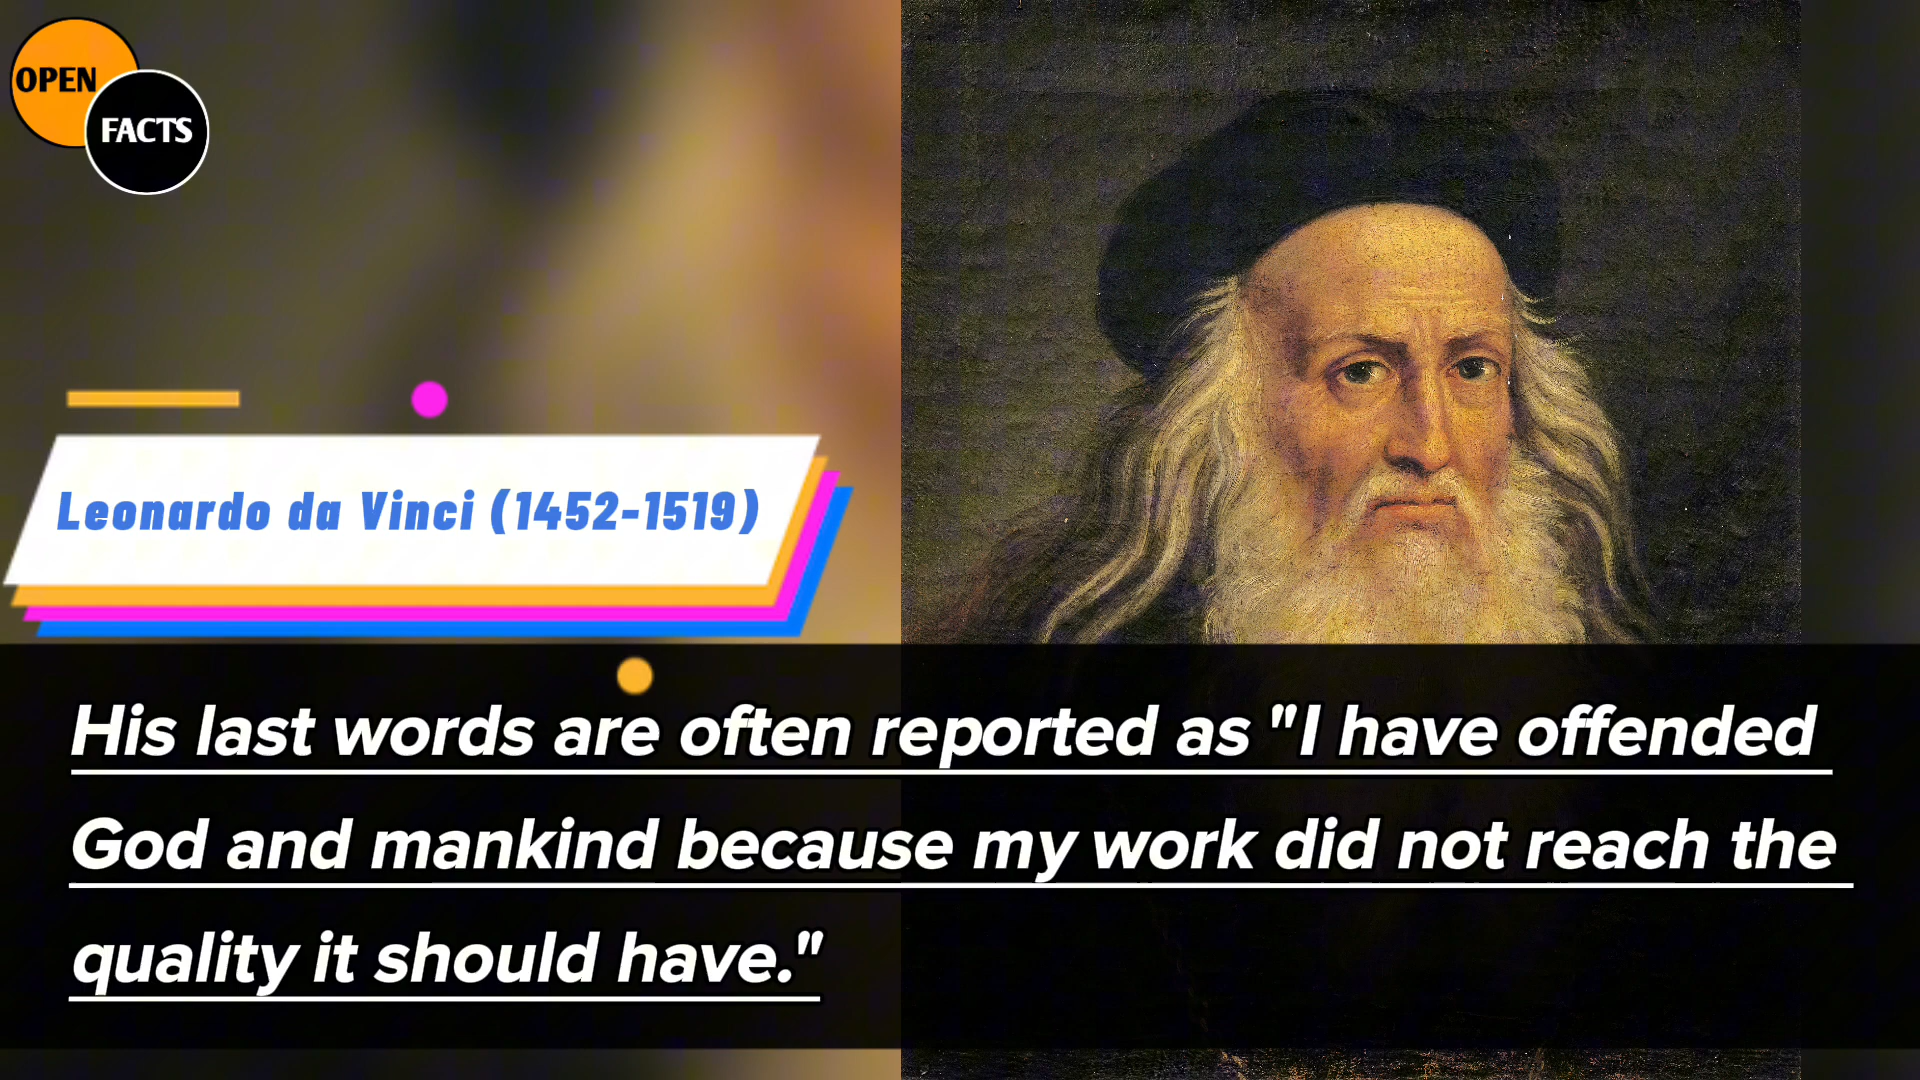 OPEN
FACTS
Leonardo da Vinci (1452-1519)
His last words are often reported as "I have offended
God and mankind because my work did not reach the
quality it should have."